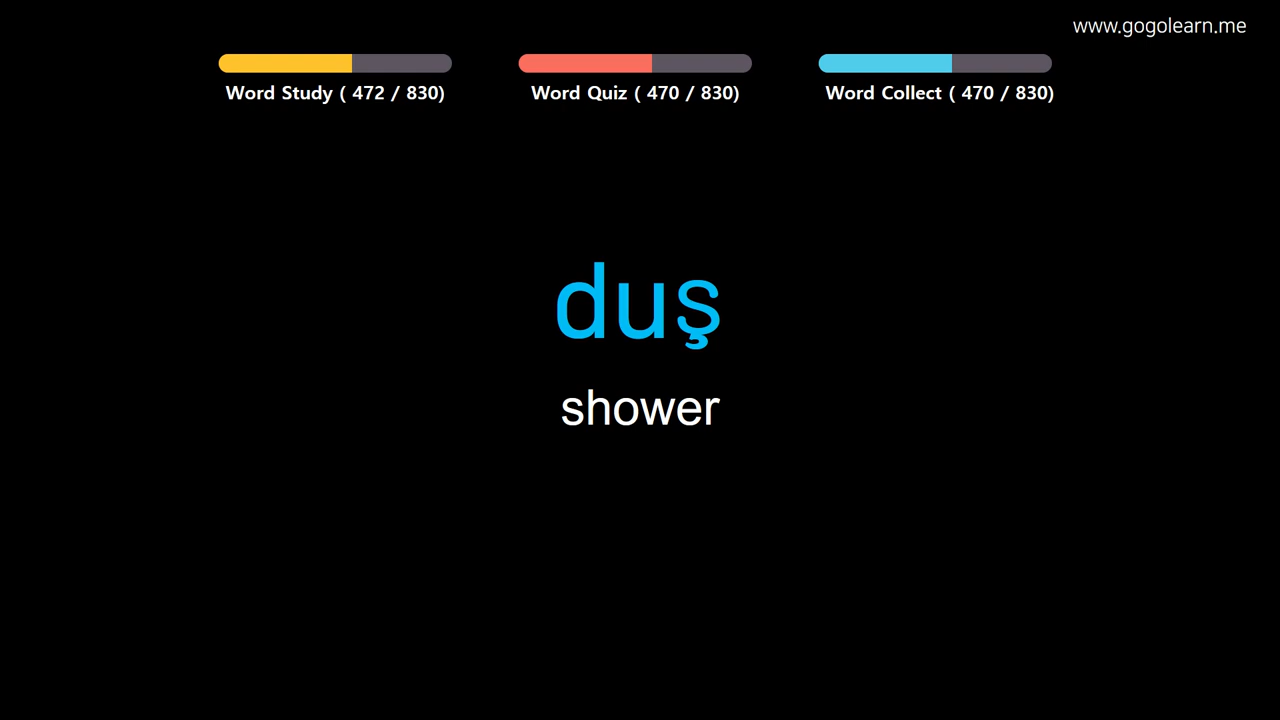 www.gogolearn.me
Word Study ( 472 / 830)
Word Quiz ( 470 / 830)
Word Collect ( 470 / 830)
duş
shower